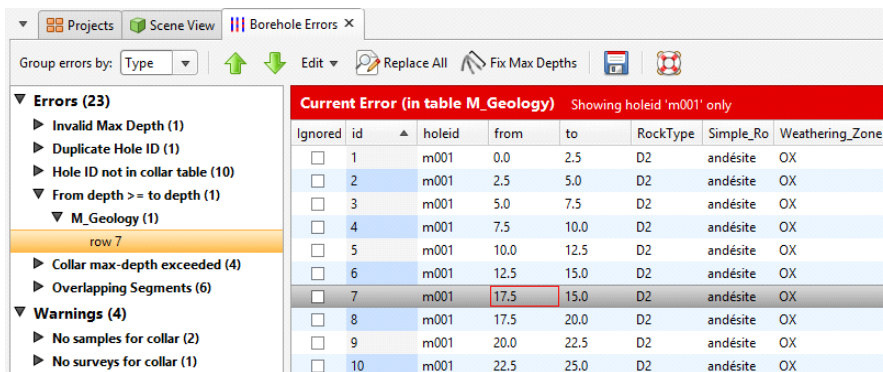 Projects Scene View Borehole Errors
Group errors by: Type Edit Replace All Fix Max Depths
Errors (23)
Invalid Max Depth (1)
Duplicate Hole ID (1)
Hole ID not in collar table (10)
From depth >= to depth (1)
M_Geology (1)
row 7
Collar max-depth exceeded (4)
Overlapping Segments (6)
Warnings (4)
No samples for collar (2)
No surveys for collar (1)
Current Error (in table M_Geology) Showing holeid 'm001' only
Ignored id holeid from to RockType Simple_Ro Weathering_Zone
1 m001 0.0 2.5 D2 andésite OX
2 m001 2.5 5.0 D2 andésite OX
3 m001 5.0 7.5 D2 andésite OX
4 m001 7.5 10.0 D2 andésite OX
5 m001 10.0 12.5 D2 andésite OX
6 m001 12.5 15.0 D2 andésite OX
7 m001 17.5 15.0 D2 andésite OX
8 m001 17.5 20.0 D2 andésite OX
9 m001 20.0 22.5 D2 andésite OX
10 m001 22.5 25.0 D2 andésite OX